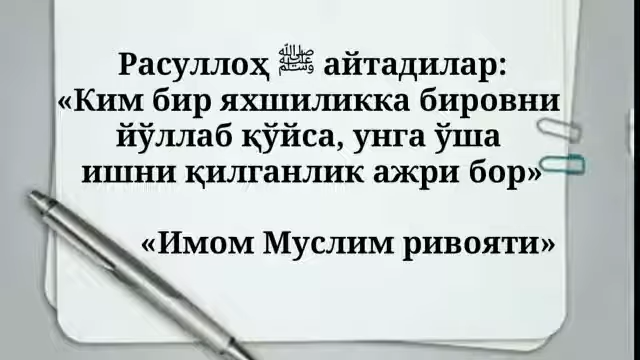 Расуллоҳ ﷺ айтадилар:
«Ким бир яхшиликка бировни
йўллаб қўйса, унга ўша
ишни қилганлик ажри бор»
«Имом Муслим ривояти»